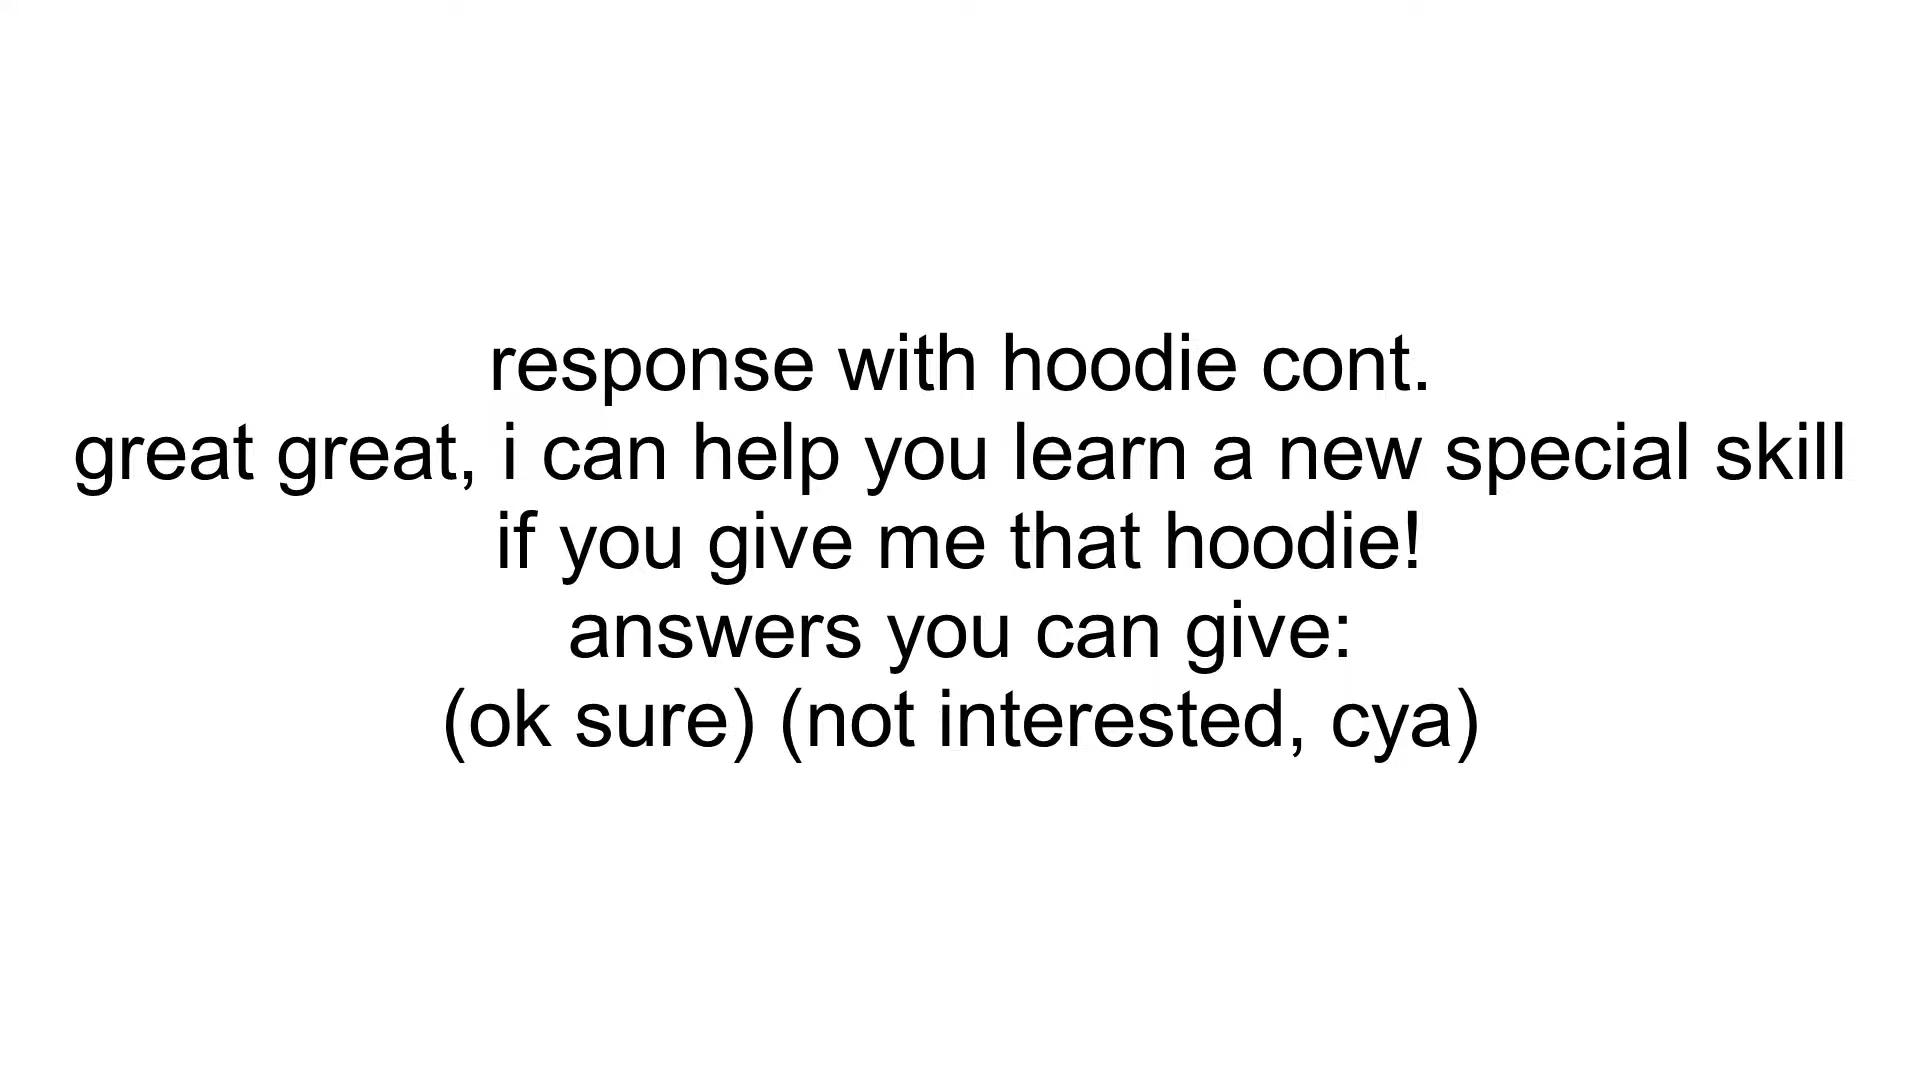 response with hoodie cont.
great great, i can help you learn a new special skill
if you give me that hoodie!
answers you can give:
(ok sure) (not interested, cya)